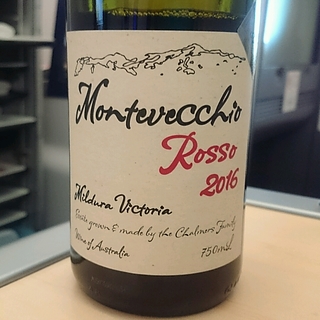 Montevecchio
Rosso
2016
Mildura Victoria
Estate grown & made by the Chalmers Family
Wine of Australia
750mL